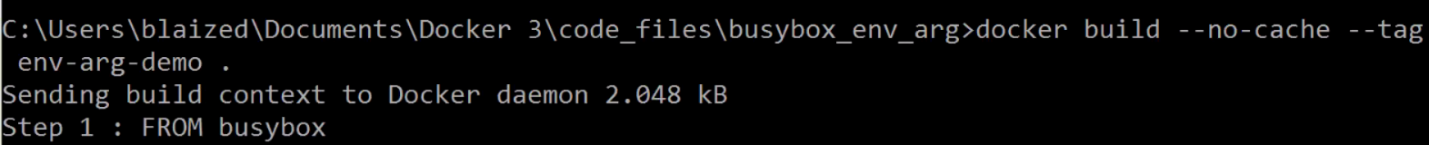 C:\Users\blaized\Documents\Docker 3\code_files\busybox_env_arg>docker build --no-cache --tag
 env-arg-demo .
Sending build context to Docker daemon 2.048 kB
Step 1 : FROM busybox